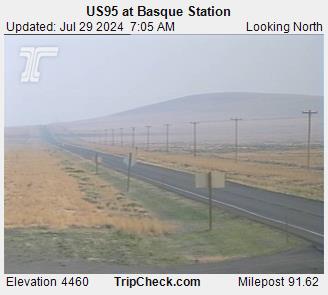 US95 at Basque Station
Updated: Jul 29 2024 7:05 AM Looking North
Elevation 4460 TripCheck.com Milepost 91.62